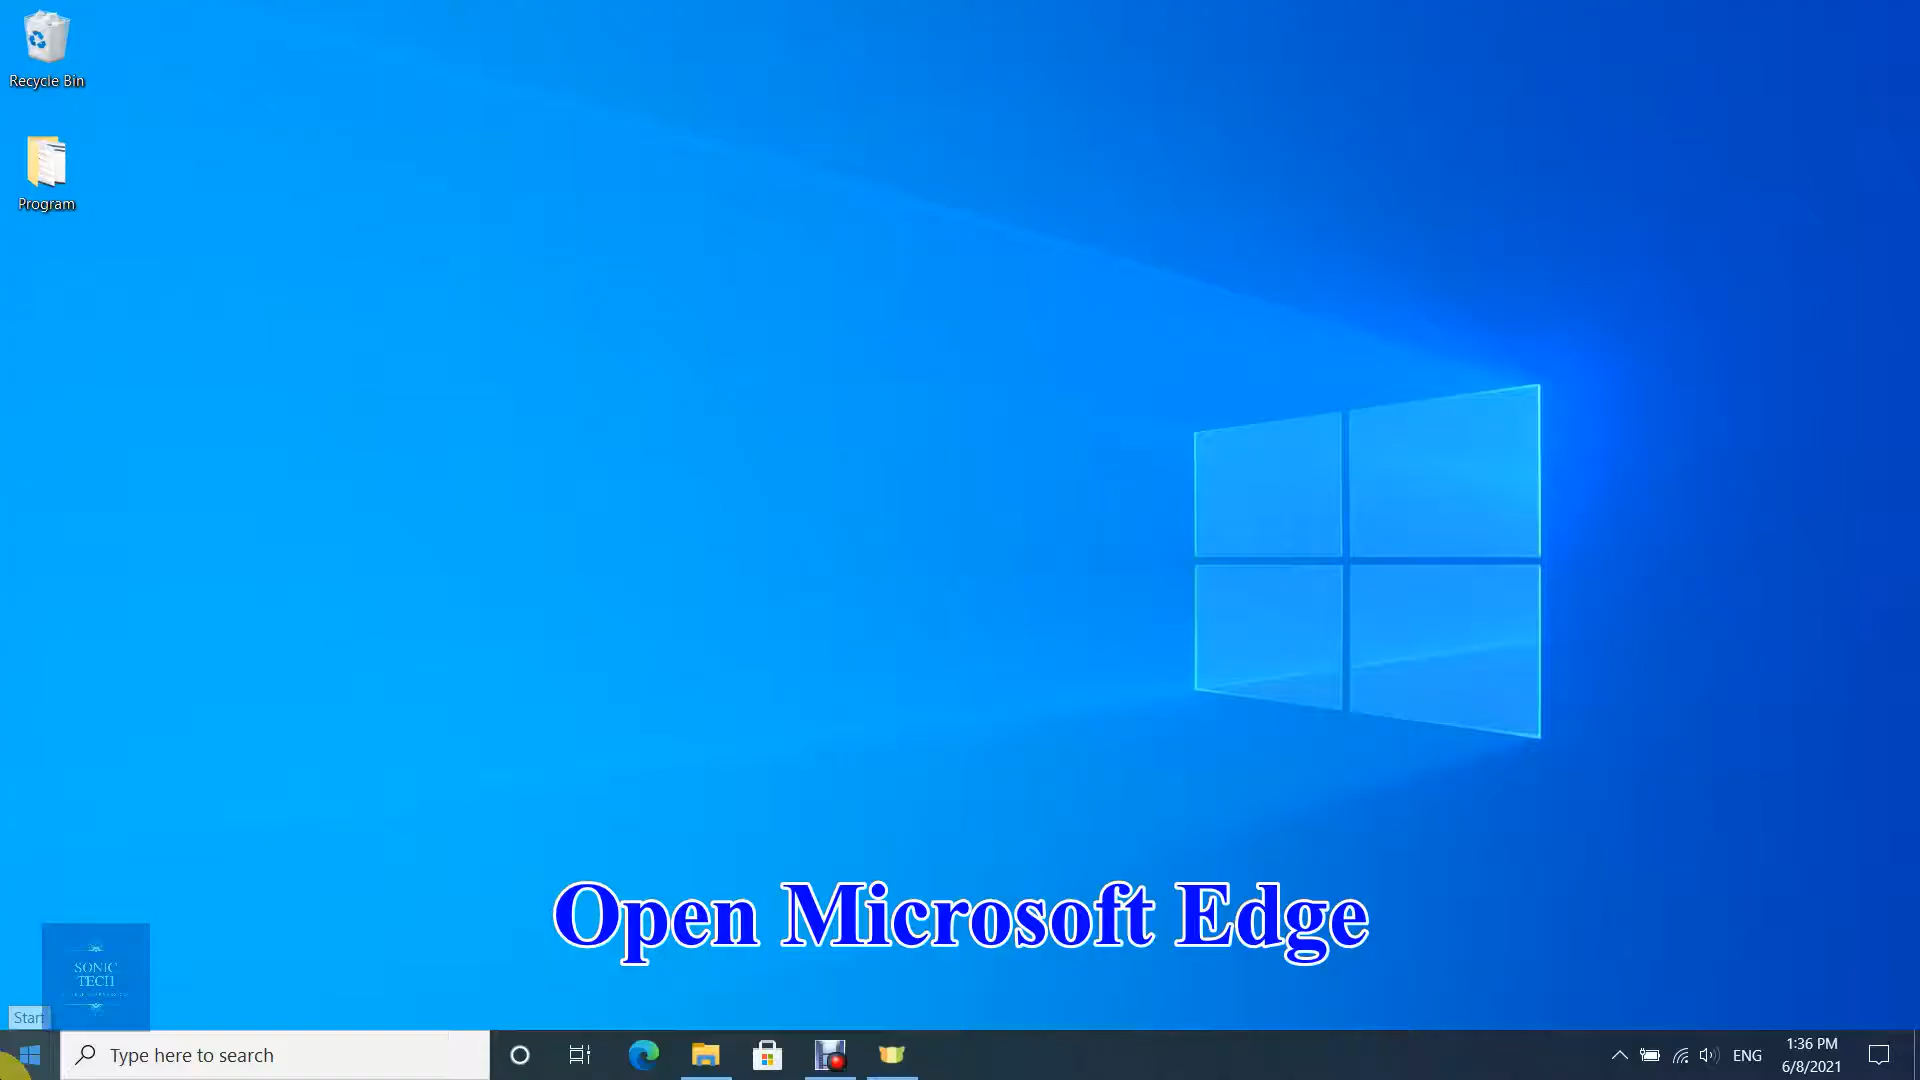 Recycle Bin
Program
Open Microsoft Edge
SONIC
TECH
Start
Type here to search
ENG
1:36 PM
6/8/2021